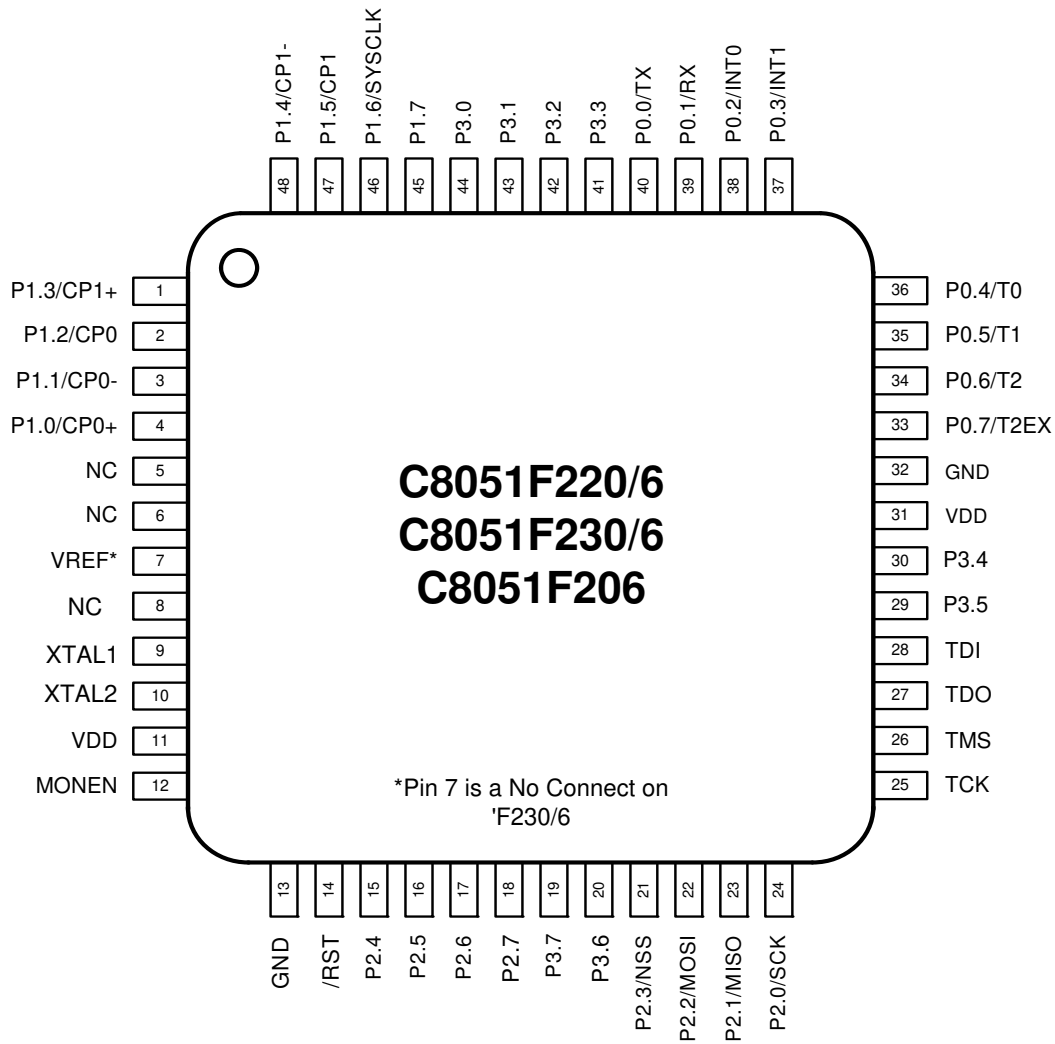 P1.4/CP1-
P1.5/CP1
P1.6/SYSCLK
P1.7
P3.0
P3.1
P3.2
P3.3
P0.0/TX
P0.1/RX
P0.2/INT0
P0.3/INT1
48
47
46
45
44
43
42
41
40
39
38
37
P1.3/CP1+ 1
P1.2/CP0 2
P1.1/CP0- 3
P1.0/CP0+ 4
NC 5
NC 6
VREF* 7
NC 8
XTAL1 9
XTAL2 10
VDD 11
MONEN 12
C8051F220/6
C8051F230/6
C8051F206
*Pin 7 is a No Connect on
'F230/6
36 P0.4/T0
35 P0.5/T1
34 P0.6/T2
33 P0.7/T2EX
32 GND
31 VDD
30 P3.4
29 P3.5
28 TDI
27 TDO
26 TMS
25 TCK
13
14
15
16
17
18
19
20
21
22
23
24
GND
/RST
P2.4
P2.5
P2.6
P2.7
P3.7
P3.6
P2.3/NSS
P2.2/MOSI
P2.1/MISO
P2.0/SCK